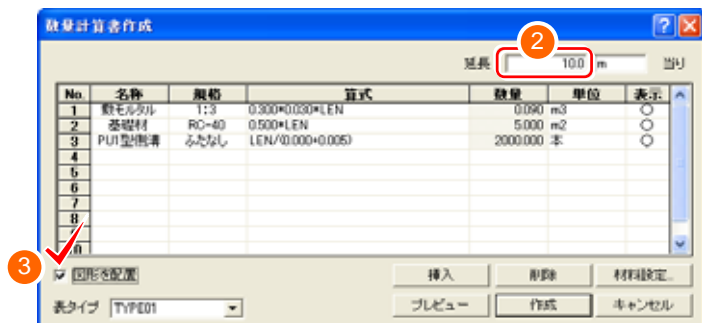 数量計算書作成
2
延長 10.0 m 当り
No. 名称 規格 算式 数量 単位 表示
1 敷モルタル 1:3 0.300*0.030*LEN 0.090 m3 ○
2 基礎材 RC-40 0.500*LEN 5.000 m2 ○
3 PU1型側溝 ふたなし LEN/(0.000+0.005) 2000.000 本 ○
4
5
6
7
8
10
3
図形を配置 挿入 削除 材料設定...
表タイプ TYPE01 プレビュー 作成 キャンセル